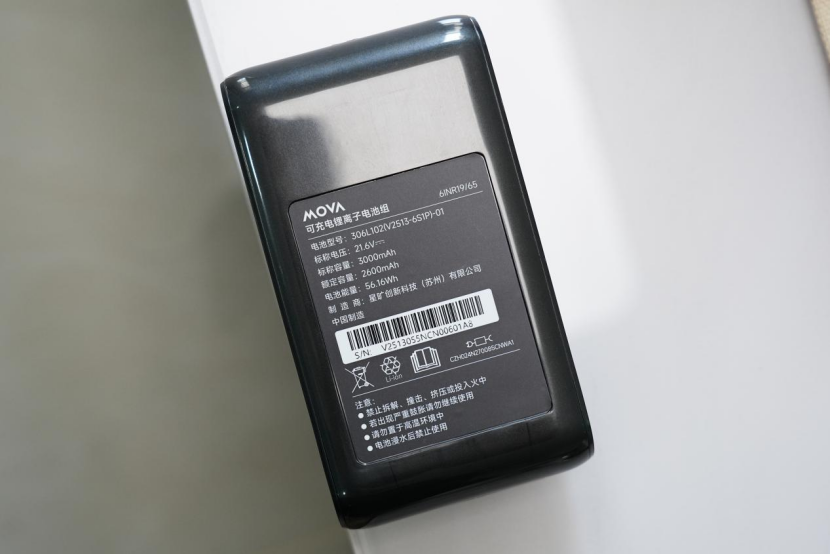 MOVA
6INR19/65
可充电锂离子电池组
电池型号：306L102(V2513-6S1P)-01
标称电压：21.6V⎓
标称容量：3000mAh
额定容量：2600mAh
电池能量：56.16Wh
制 造 商：星旷创新科技（苏州）有限公司
中国制造
S/N: V2513055NCN00601A8
Li-ion
CZH024N27008SCNWA1
注意：
● 禁止拆解、撞击、挤压或投入火中
● 若出现严重鼓胀请勿继续使用
● 请勿置于高温环境中
● 电池浸水后禁止使用